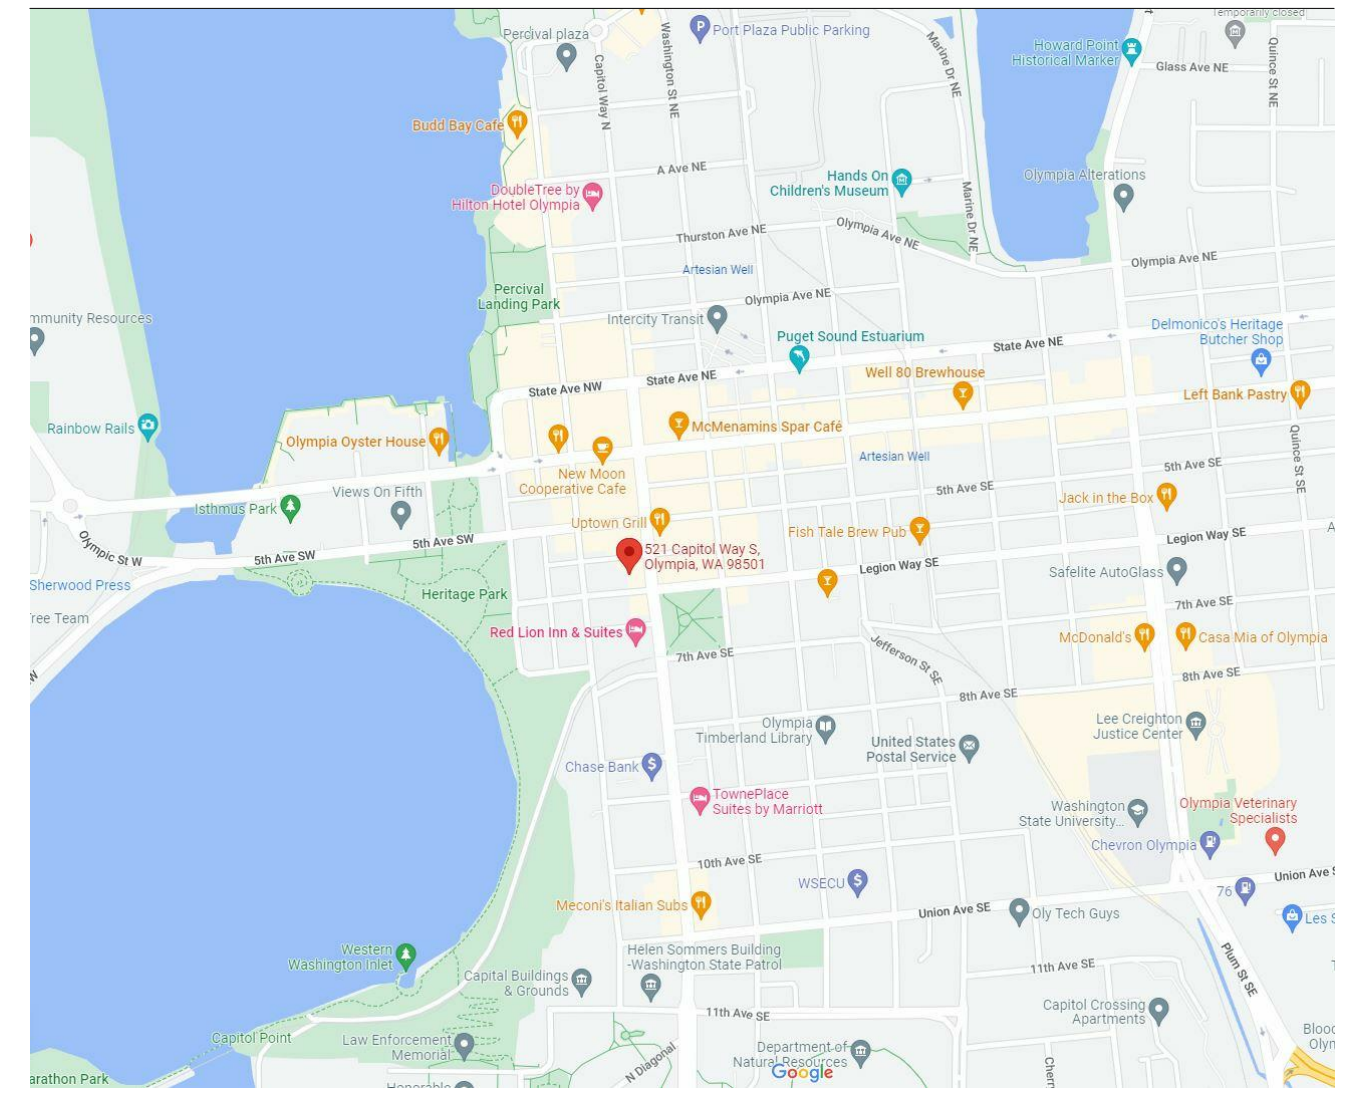 Temporarily closed
Percival plaza
Port Plaza Public Parking
Washington St NE
Marine Dr NE
Howard Point
Historical Marker
Glass Ave NE
Quince St NE
Capitol Way N
Budd Bay Cafe
A Ave NE
Hands On
Children's Museum
Olympia Alterations
DoubleTree by
Hilton Hotel Olympia
Marine Dr NE
Thurston Ave NE
Olympia Ave NE
Olympia Ave NE
Artesian Well
Percival
Landing Park
Olympia Ave NE
mmunity Resources
Intercity Transit
Puget Sound Estuarium
State Ave NE
Delmonico's Heritage
Butcher Shop
State Ave NW
State Ave NE
Well 80 Brewhouse
Left Bank Pastry
Rainbow Rails
Olympia Oyster House
McMenamins Spar Café
Artesian Well
Quince St SE
New Moon
Cooperative Cafe
5th Ave SE
Views On Fifth
5th Ave SE
Jack in the Box
Isthmus Park
Uptown Grill
Fish Tale Brew Pub
Legion Way SE
A
Olympic St W
5th Ave SW
5th Ave SW
521 Capitol Way S,
Olympia, WA 98501
Legion Way SE
Safelite AutoGlass
Sherwood Press
Heritage Park
7th Ave SE
ree Team
Red Lion Inn & Suites
McDonald's
Casa Mia of Olympia
7th Ave SE
Jefferson St SE
8th Ave SE
8th Ave SE
W
Olympia
Timberland Library
United States
Postal Service
Lee Creighton
Justice Center
Chase Bank
TownePlace
Suites by Marriott
Washington
State University...
Olympia Veterinary
Specialists
Chevron Olympia
10th Ave SE
WSECU
76
Union Ave S
Meconi's Italian Subs
Union Ave SE
Oly Tech Guys
Les S
Western
Washington Inlet
Helen Sommers Building
-Washington State Patrol
Capital Buildings
& Grounds
11th Ave SE
Plum St SE
11th Ave SE
Capitol Crossing
Apartments
Capitol Point
Law Enforcement
Memorial
N Diagonal
Department of
Natural Resources
Google
Cherr
Blood
Olym
arathon Park
Honorable